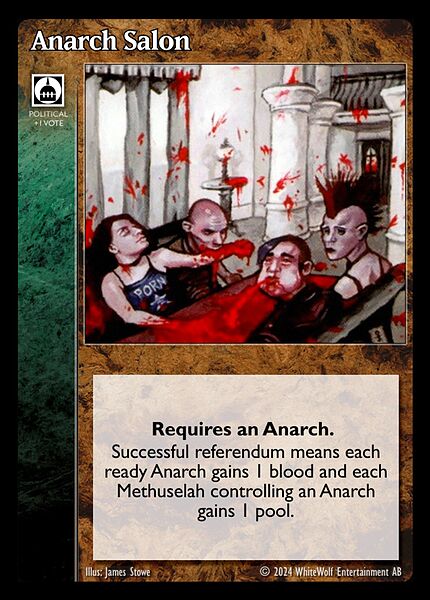 Anarch Salon
POLITICAL
+1 VOTE
PORN
Requires an Anarch.
Successful referendum means each
ready Anarch gains 1 blood and each
Methuselah controlling an Anarch
gains 1 pool.
Illus: James Stowe
© 2024 WhiteWolf Entertainment AB